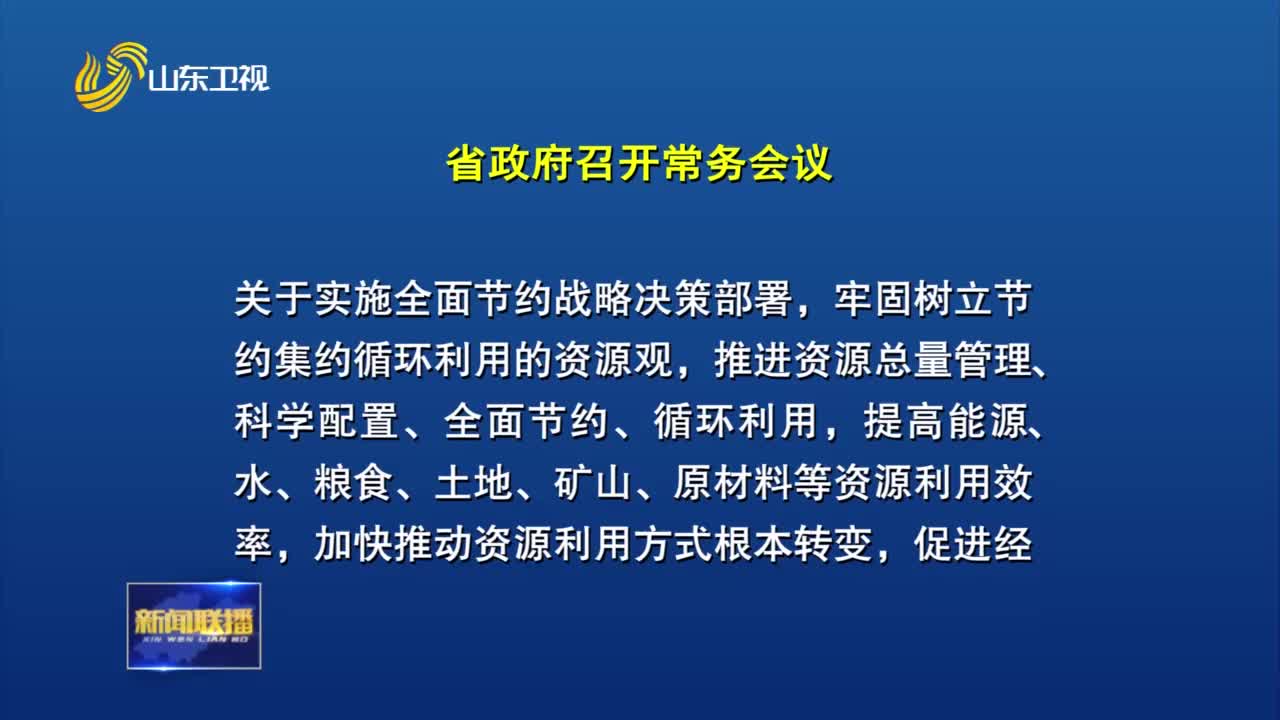 山东卫视
省政府召开常务会议
关于实施全面节约战略决策部署，牢固树立节
约集约循环利用的资源观，推进资源总量管理、
科学配置、全面节约、循环利用，提高能源、
水、粮食、土地、矿山、原材料等资源利用效
率，加快推动资源利用方式根本转变，促进经
新闻联播
XIN WEN LIAN BO